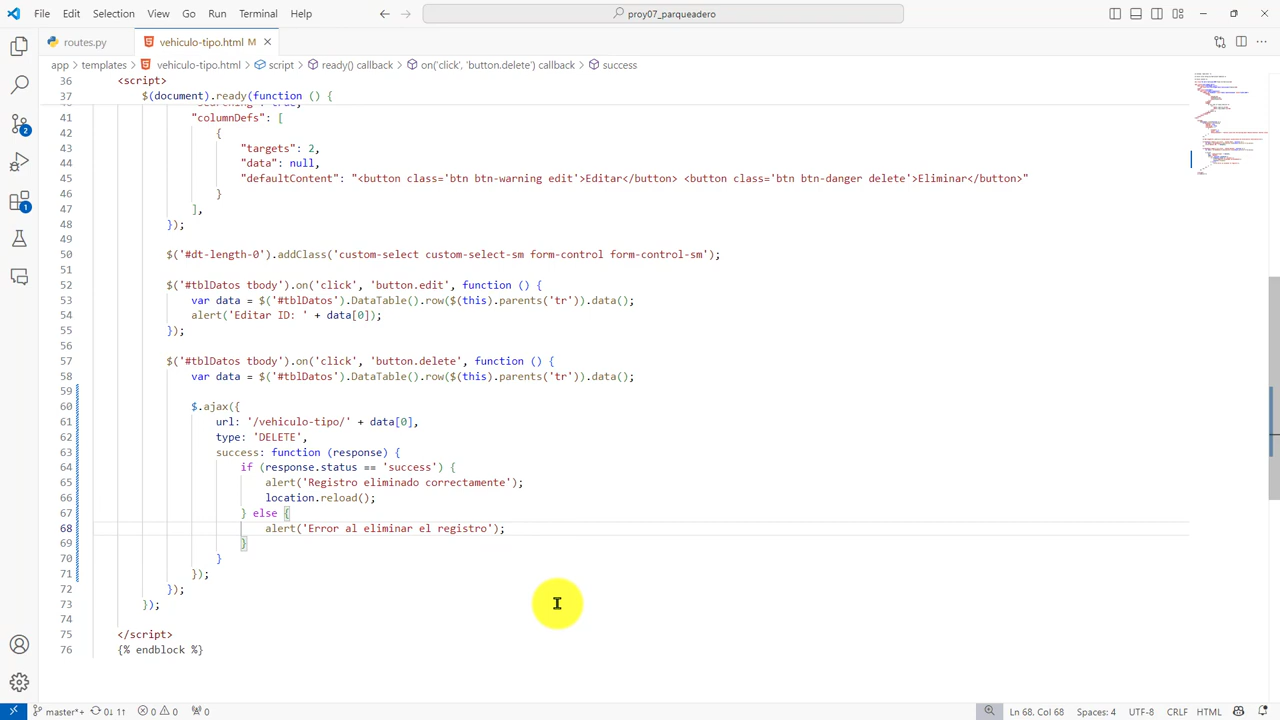 File Edit Selection View Go Run Terminal Help
proy07_parqueadero
routes.py
vehiculo-tipo.html M
app > templates > vehiculo-tipo.html > script > ready() callback > on('click', 'button.delete') callback > success
36 <script>
37 $(document).ready(function () {
41 "columnDefs": [
42 {
43 "targets": 2,
44 "data": null,
45 "defaultContent": "<button class='btn btn-warning edit'>Editar</button> <button class='btn btn-danger delete'>Eliminar</button>"
46 }
47 ],
48 });
49
50 $('#dt-length-0').addClass('custom-select custom-select-sm form-control form-control-sm');
51
52 $('#tblDatos tbody').on('click', 'button.edit', function () {
53 var data = $('#tblDatos').DataTable().row($(this).parents('tr')).data();
54 alert('Editar ID: ' + data[0]);
55 });
56
57 $('#tblDatos tbody').on('click', 'button.delete', function () {
58 var data = $('#tblDatos').DataTable().row($(this).parents('tr')).data();
59
60 $.ajax({
61 url: '/vehiculo-tipo/' + data[0],
62 type: 'DELETE',
63 success: function (response) {
64 if (response.status == 'success') {
65 alert('Registro eliminado correctamente');
66 location.reload();
67 } else {
68 alert('Error al eliminar el registro');
69 }
70 }
71 });
72 });
73 });
74
75 </script>
76 {% endblock %}
2
1
master*+ 0↓ 1↑ 0 0 0 Ln 68, Col 68 Spaces: 4 UTF-8 CRLF HTML